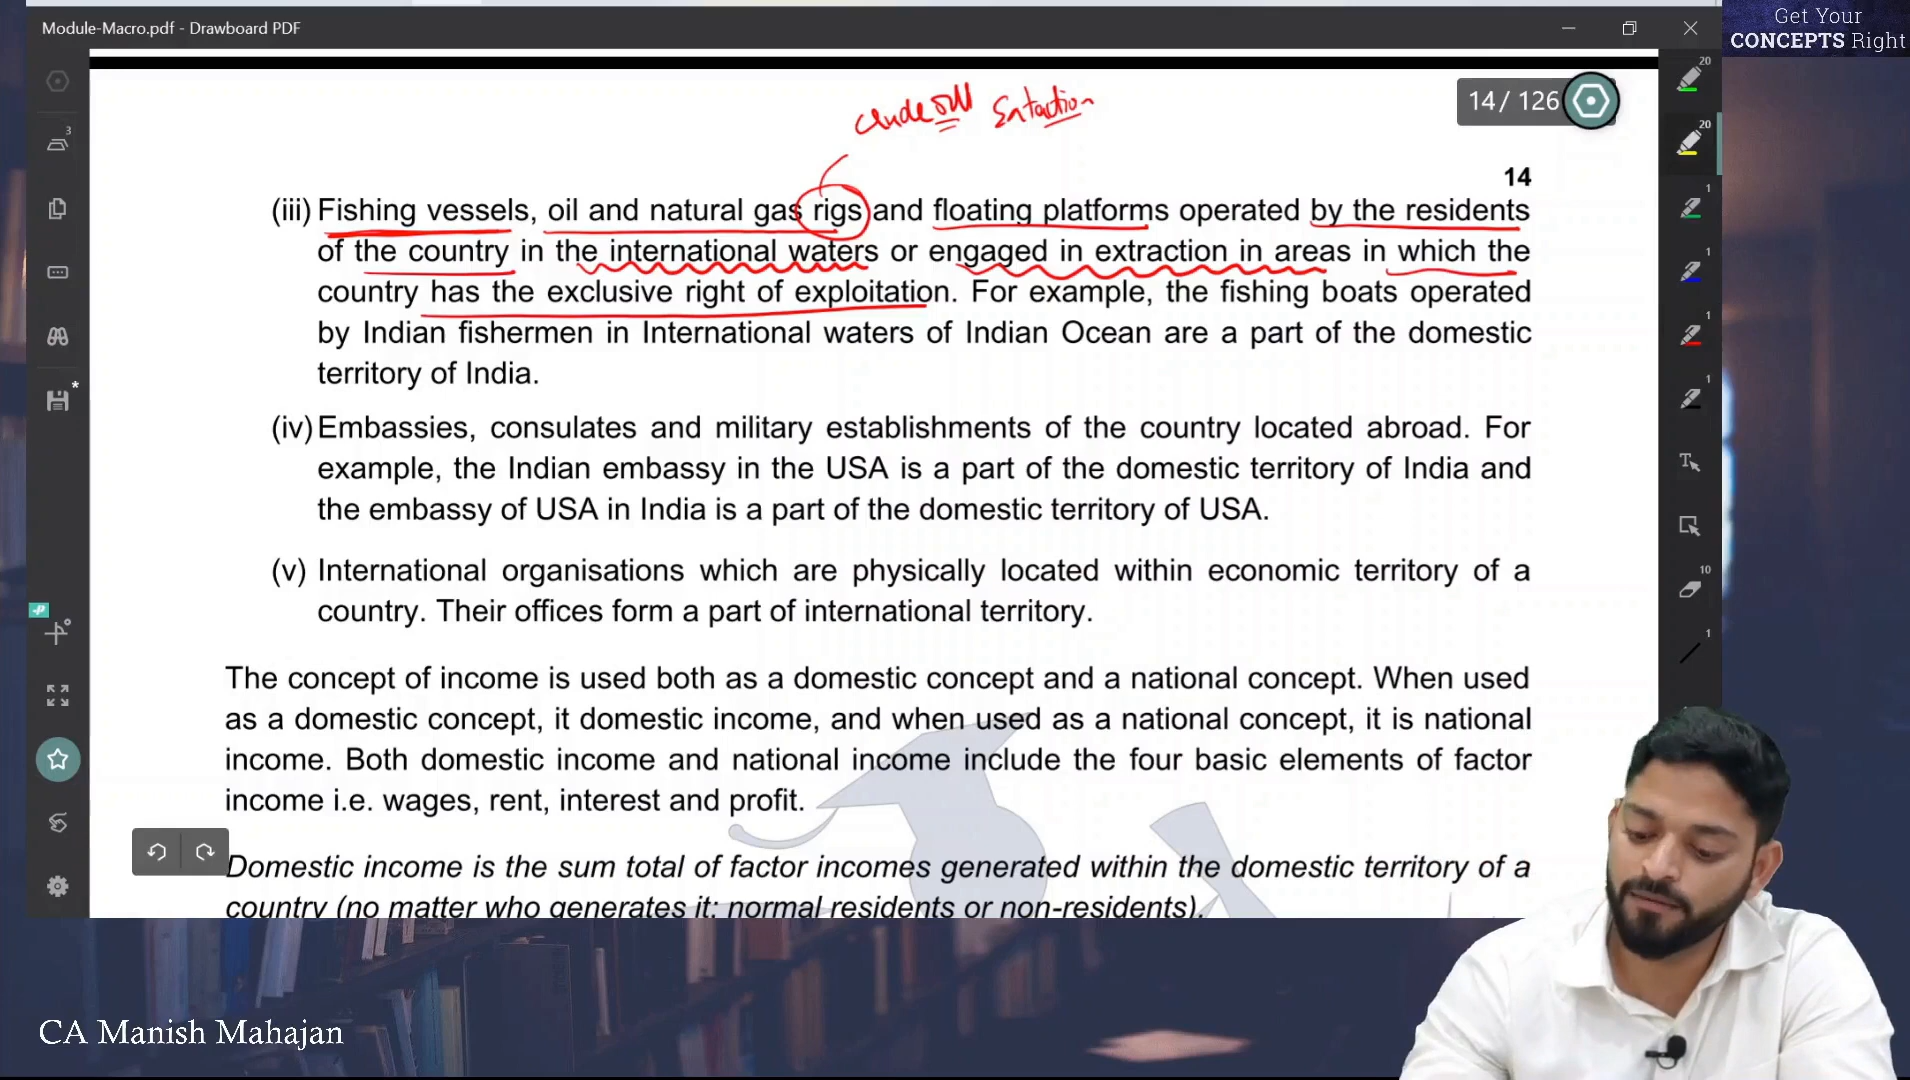 Module-Macro.pdf - Drawboard PDF
Get Your
CONCEPTS Right
20
14 / 126
crude oil
3
20
14
(iii) Fishing vessels, oil and natural gas rigs and floating platforms operated by the residents
1
of the country in the international waters or engaged in extraction in areas in which the
1
country has the exclusive right of exploitation. For example, the fishing boats operated
1
by Indian fishermen in International waters of Indian Ocean are a part of the domestic
territory of India.
1
(iv) Embassies, consulates and military establishments of the country located abroad. For
example, the Indian embassy in the USA is a part of the domestic territory of India and
the embassy of USA in India is a part of the domestic territory of USA.
(v) International organisations which are physically located within economic territory of a
10
country. Their offices form a part of international territory.
1
The concept of income is used both as a domestic concept and a national concept. When used
as a domestic concept, it domestic income, and when used as a national concept, it is national
income. Both domestic income and national income include the four basic elements of factor
income i.e. wages, rent, interest and profit.
Domestic income is the sum total of factor incomes generated within the domestic territory of a
country (no matter who generates it: normal residents or non-residents).
CA Manish Mahajan